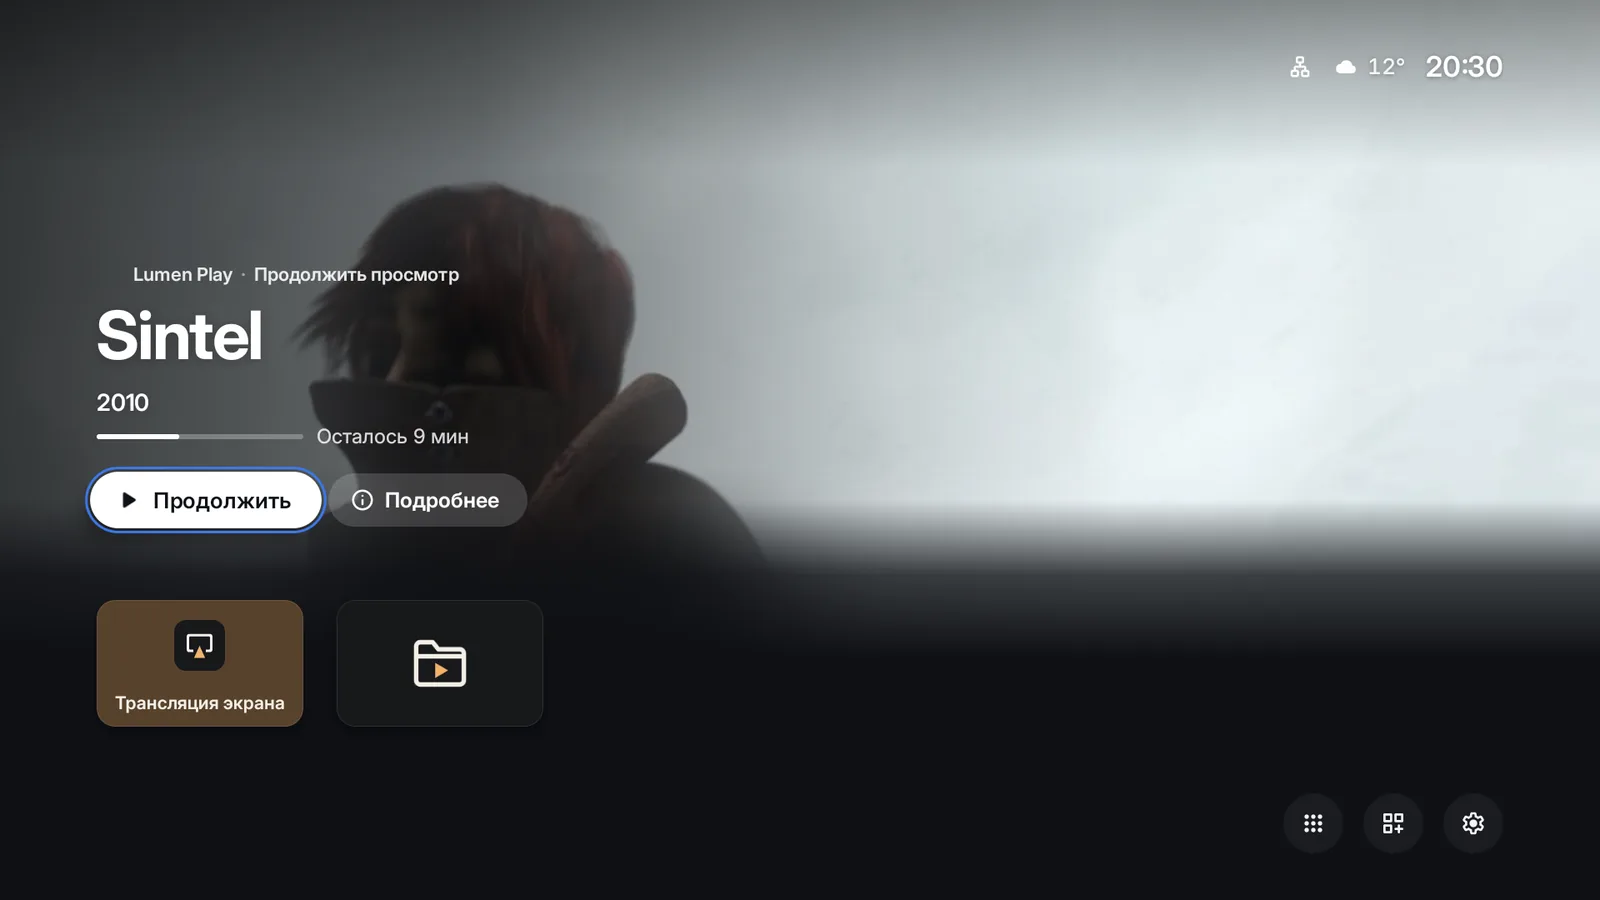 12° 20:30
Lumen Play · Продолжить просмотр
Sintel
2010
Осталось 9 мин
Продолжить
Подробнее
Трансляция экрана